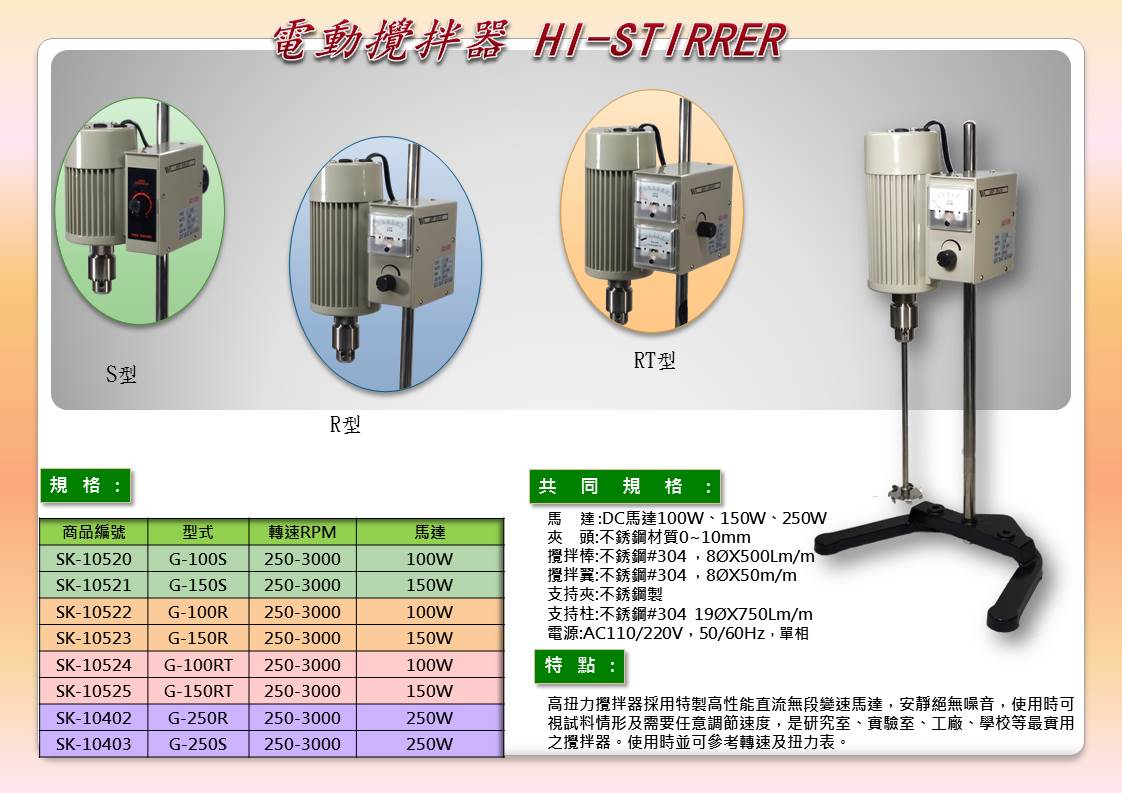 電動攪拌器 HI-STIRRER
S型
R型
RT型
規 格 :
商品編號 型式 轉速RPM 馬達
SK-10520 G-100S 250-3000 100W
SK-10521 G-150S 250-3000 150W
SK-10522 G-100R 250-3000 100W
SK-10523 G-150R 250-3000 150W
SK-10524 G-100RT 250-3000 100W
SK-10525 G-150RT 250-3000 150W
SK-10402 G-250R 250-3000 250W
SK-10403 G-250S 250-3000 250W
共 同 規 格 :
馬 達:DC馬達100W、150W、250W
夾 頭:不銹鋼材質0~10mm
攪拌棒:不銹鋼#304 ,8ØX500Lm/m
攪拌翼:不銹鋼#304 ,8ØX50m/m
支持夾:不銹鋼製
支持柱:不銹鋼#304 19ØX750Lm/m
電源:AC110/220V,50/60Hz,單相
特 點 :
高扭力攪拌器採用特製高性能直流無段變速馬達,安靜絕無噪音,使用時可
視試料情形及需要任意調節速度,是研究室、實驗室、工廠、學校等最實用
之攪拌器。使用時並可參考轉速及扭力表。